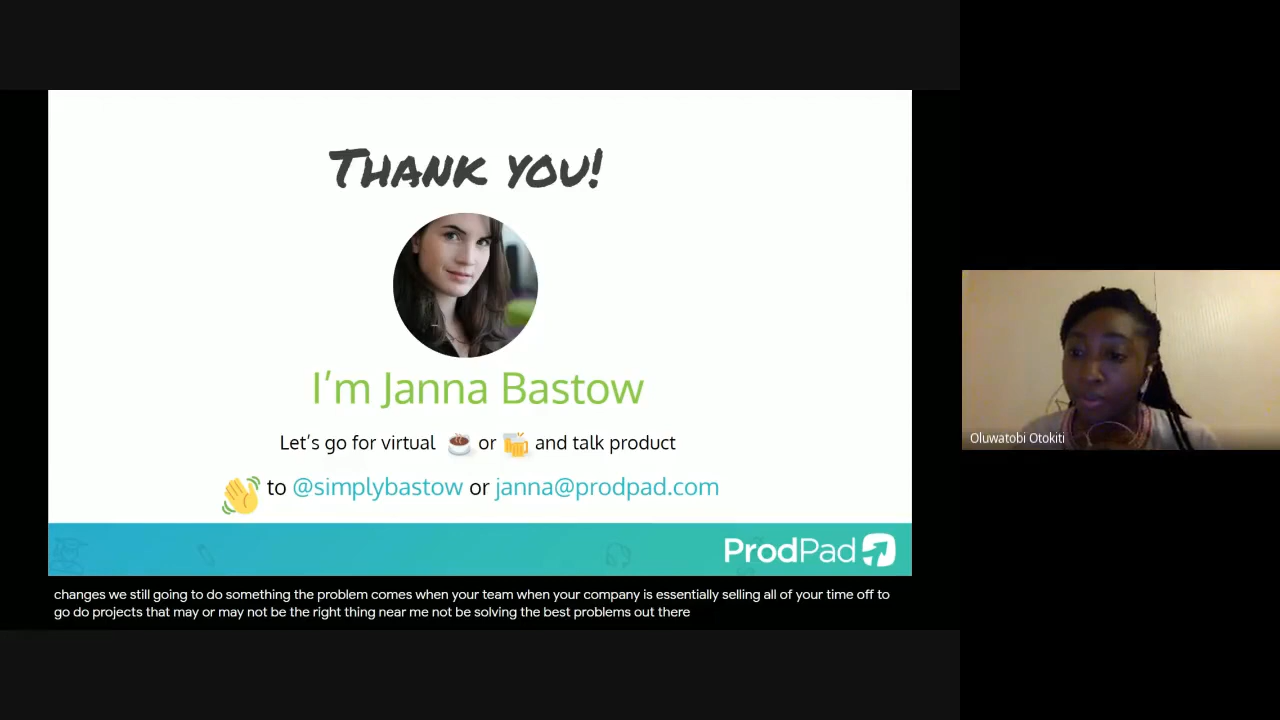 THANK YOU!
I'm Janna Bastow
Let's go for virtual ☕ or 🍻 and talk product
👋 to @simplybastow or janna@prodpad.com
ProdPad
changes we still going to do something the problem comes when your team when your company is essentially selling all of your time off to
go do projects that may or may not be the right thing near me not be solving the best problems out there
Oluwatobi Otokiti